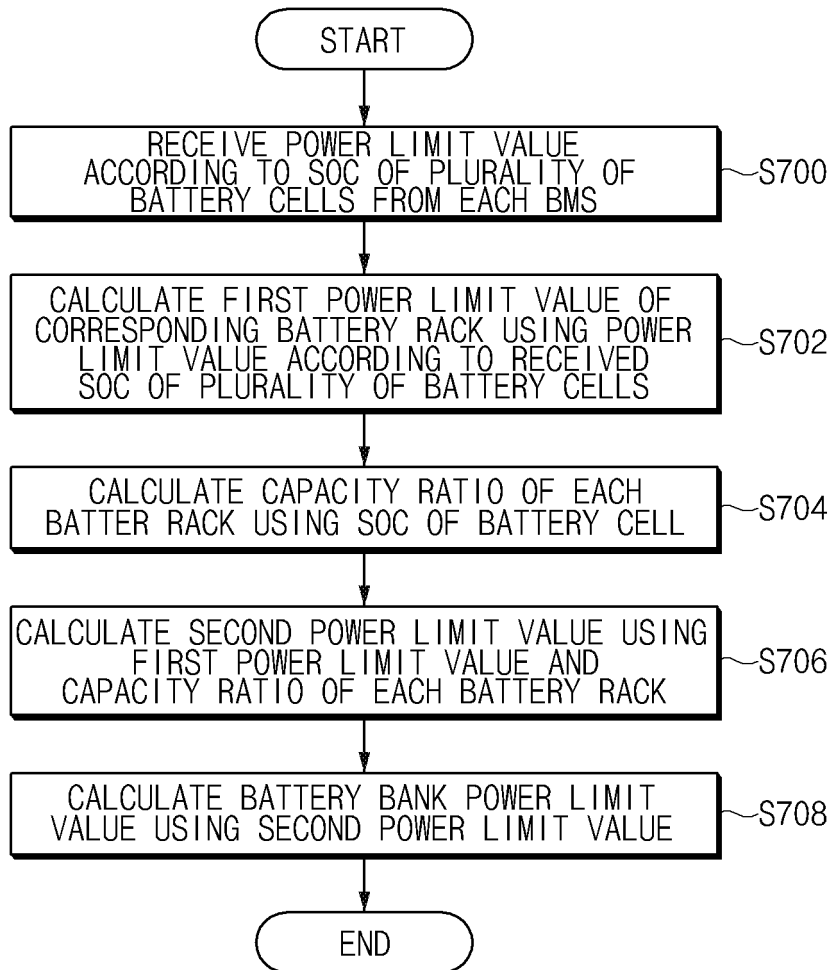 START
RECEIVE POWER LIMIT VALUE
ACCORDING TO SOC OF PLURALITY OF
BATTERY CELLS FROM EACH BMS
S700
CALCULATE FIRST POWER LIMIT VALUE OF
CORRESPONDING BATTERY RACK USING POWER
LIMIT VALUE ACCORDING TO RECEIVED
SOC OF PLURALITY OF BATTERY CELLS
S702
CALCULATE CAPACITY RATIO OF EACH
BATTER RACK USING SOC OF BATTERY CELL
S704
CALCULATE SECOND POWER LIMIT VALUE USING
FIRST POWER LIMIT VALUE AND
CAPACITY RATIO OF EACH BATTERY RACK
S706
CALCULATE BATTERY BANK POWER LIMIT
VALUE USING SECOND POWER LIMIT VALUE
S708
END